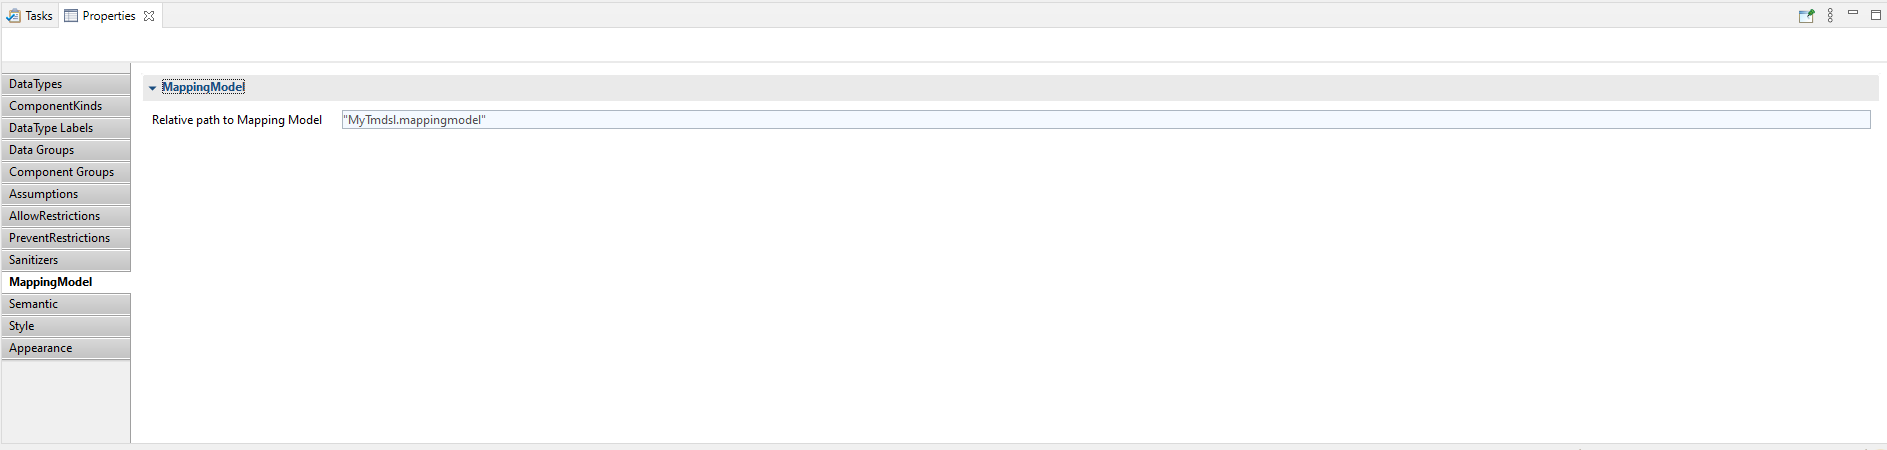 Tasks
Properties
DataTypes
ComponentKinds
DataType Labels
Data Groups
Component Groups
Assumptions
AllowRestrictions
PreventRestrictions
Sanitizers
MappingModel
Semantic
Style
Appearance
MappingModel
Relative path to Mapping Model
"MyTmdsl.mappingmodel"